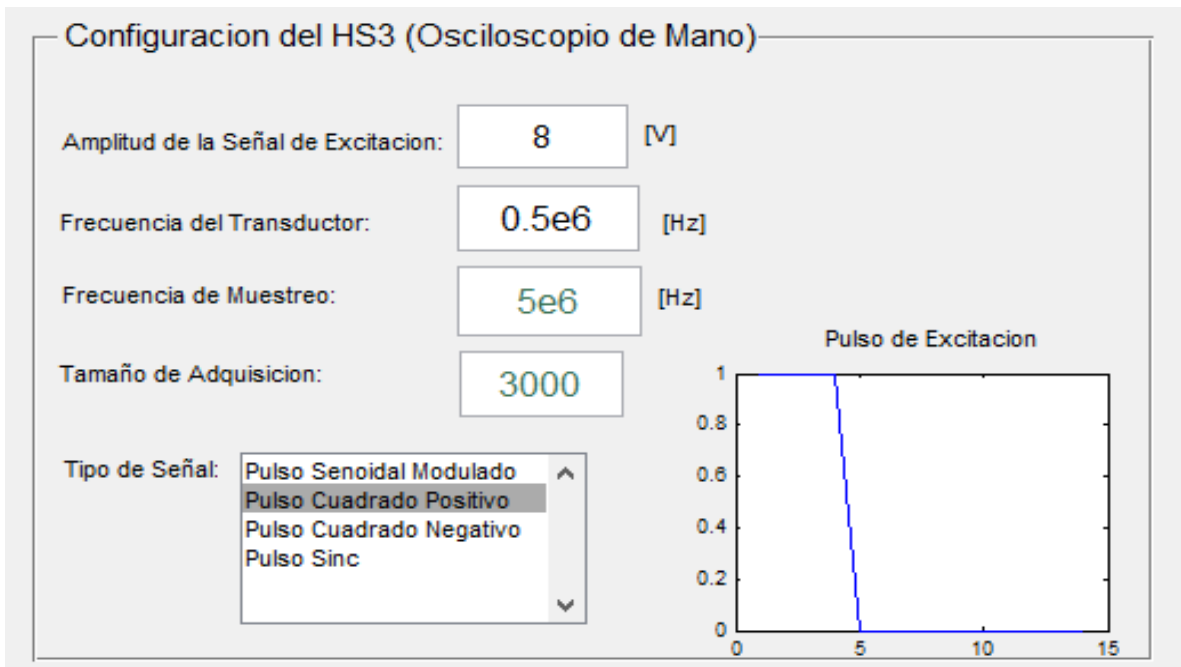 Configuracion del HS3 (Osciloscopio de Mano)
Amplitud de la Señal de Excitacion: 8 [V]
Frecuencia del Transductor: 0.5e6 [Hz]
Frecuencia de Muestreo: 5e6 [Hz]
Tamaño de Adquisicion: 3000
Tipo de Señal:
Pulso Senoidal Modulado
Pulso Cuadrado Positivo
Pulso Cuadrado Negativo
Pulso Sinc
Pulso de Excitacion
1
0.8
0.6
0.4
0.2
0
0 5 10 15